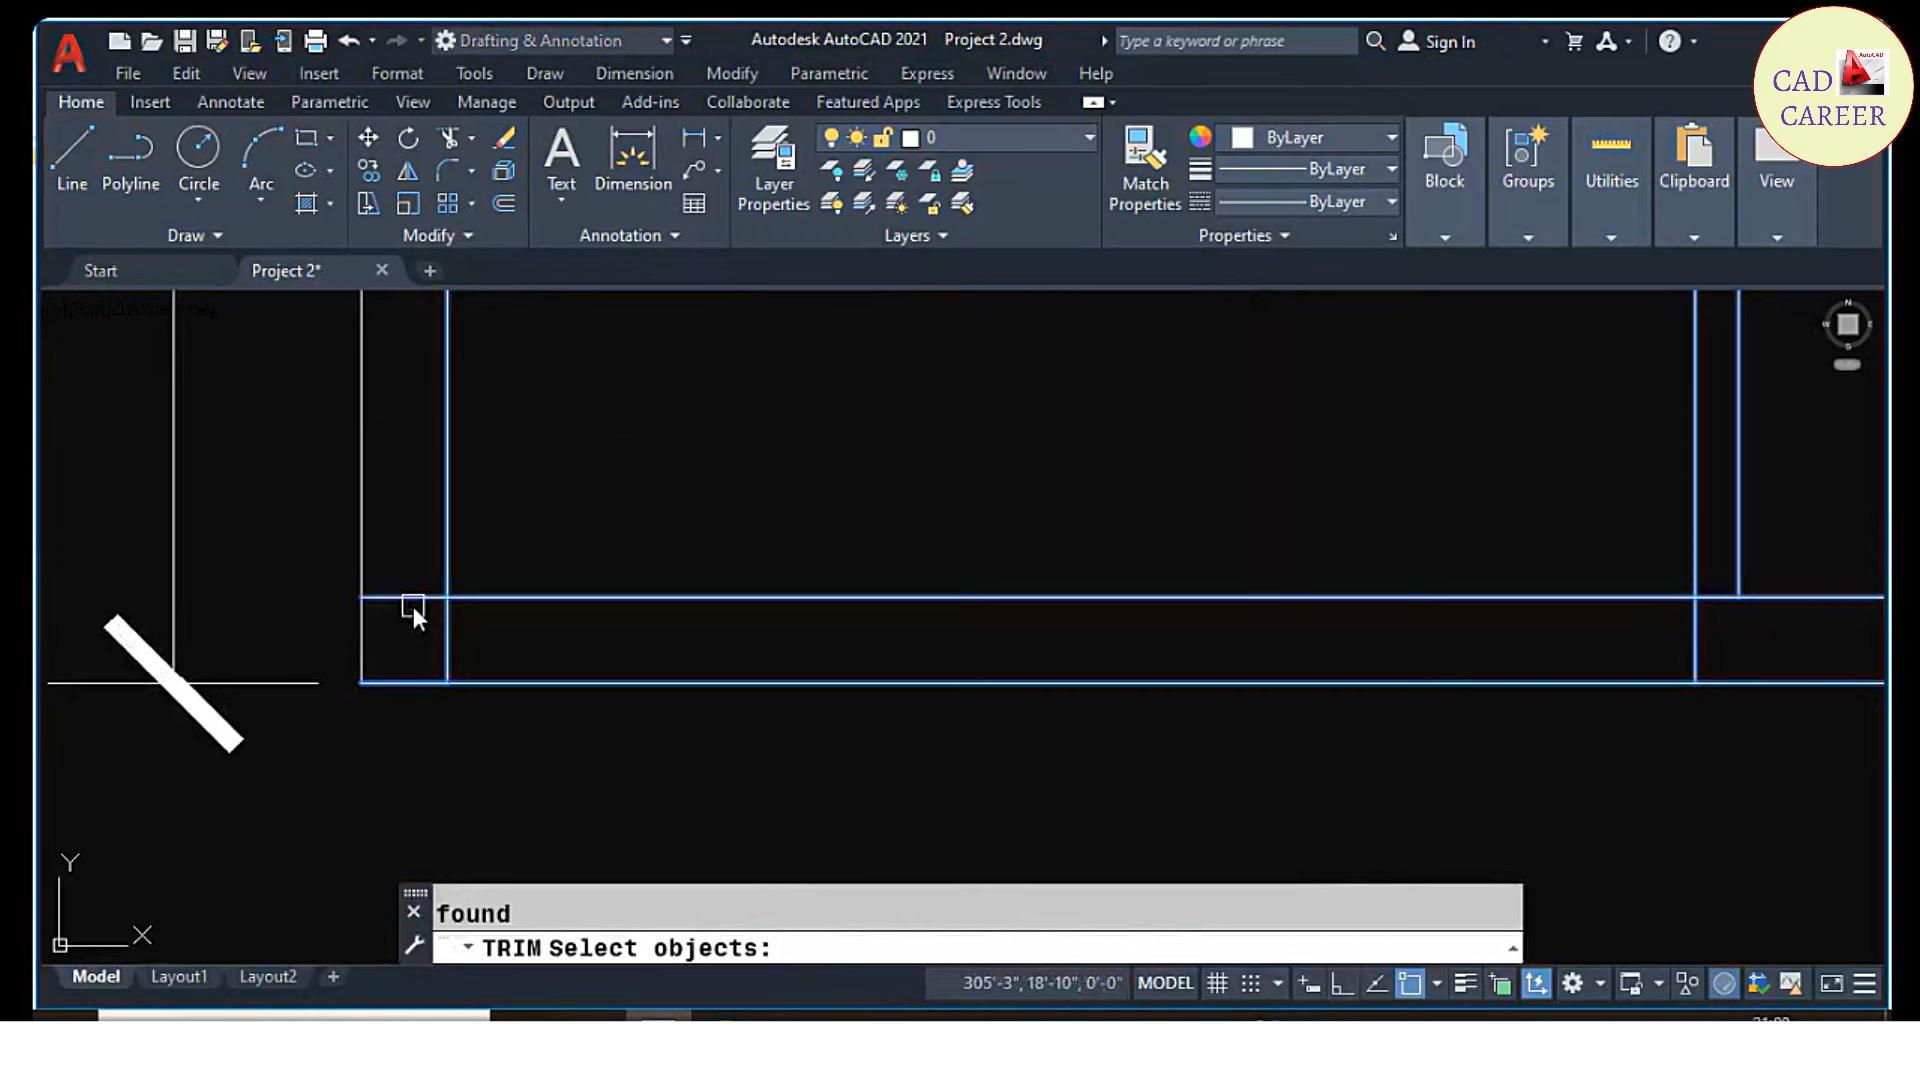 Drafting & Annotation
Autodesk AutoCAD 2021 Project 2.dwg
Type a keyword or phrase
Sign In
File Edit View Insert Format Tools Draw Dimension Modify Parametric Express Window Help
Home Insert Annotate Parametric View Manage Output Add-ins Collaborate Featured Apps Express Tools
CAD
CAREER
AutoCAD
0
ByLayer
ByLayer
ByLayer
Line Polyline Circle Arc
Text Dimension
Layer
Properties
Match
Properties
Block Groups Utilities Clipboard View
Draw Modify Annotation Layers Properties
Start Project 2*
N
Y
X
found
TRIM Select objects:
Model Layout1 Layout2
305'-3", 18'-10", 0'-0" MODEL